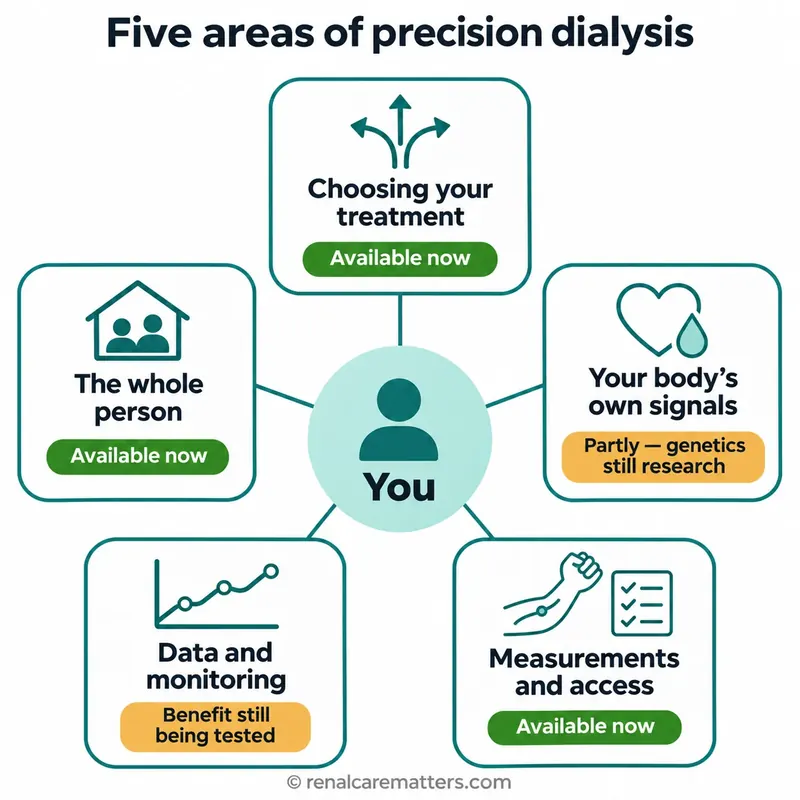 Five areas of precision dialysis
Choosing your
treatment
Available now
The whole
person
Available now
Your body's
own signals
Partly — genetics
still research
You
Data and
monitoring
Benefit still
being tested
Measurements
and access
Available now
© renalcarematters.com